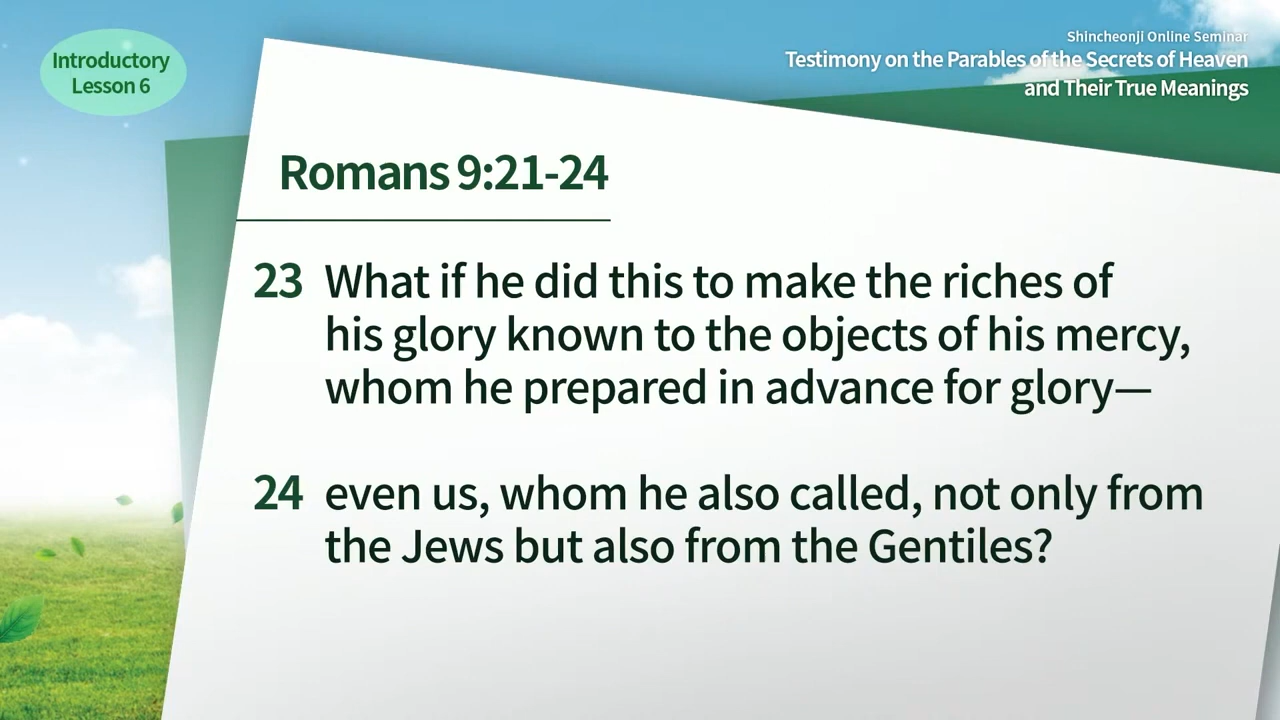 Introductory
Lesson 6
Shincheonji Online Seminar
Testimony on the Parables of the Secrets of Heaven
and Their True Meanings
Romans 9:21-24
23 What if he did this to make the riches of
his glory known to the objects of his mercy,
whom he prepared in advance for glory—
24 even us, whom he also called, not only from
the Jews but also from the Gentiles?